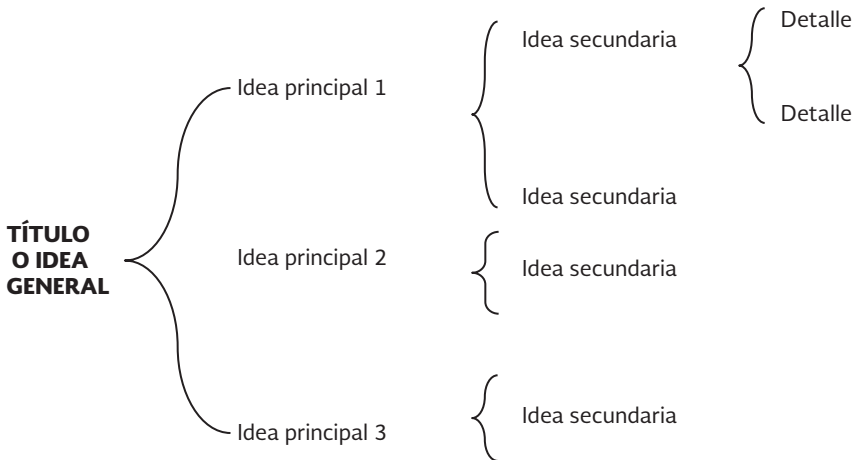 Detalle
Idea secundaria
Idea principal 1
Detalle
Idea secundaria
TÍTULO
O IDEA
GENERAL
Idea principal 2
Idea secundaria
Idea secundaria
Idea principal 3